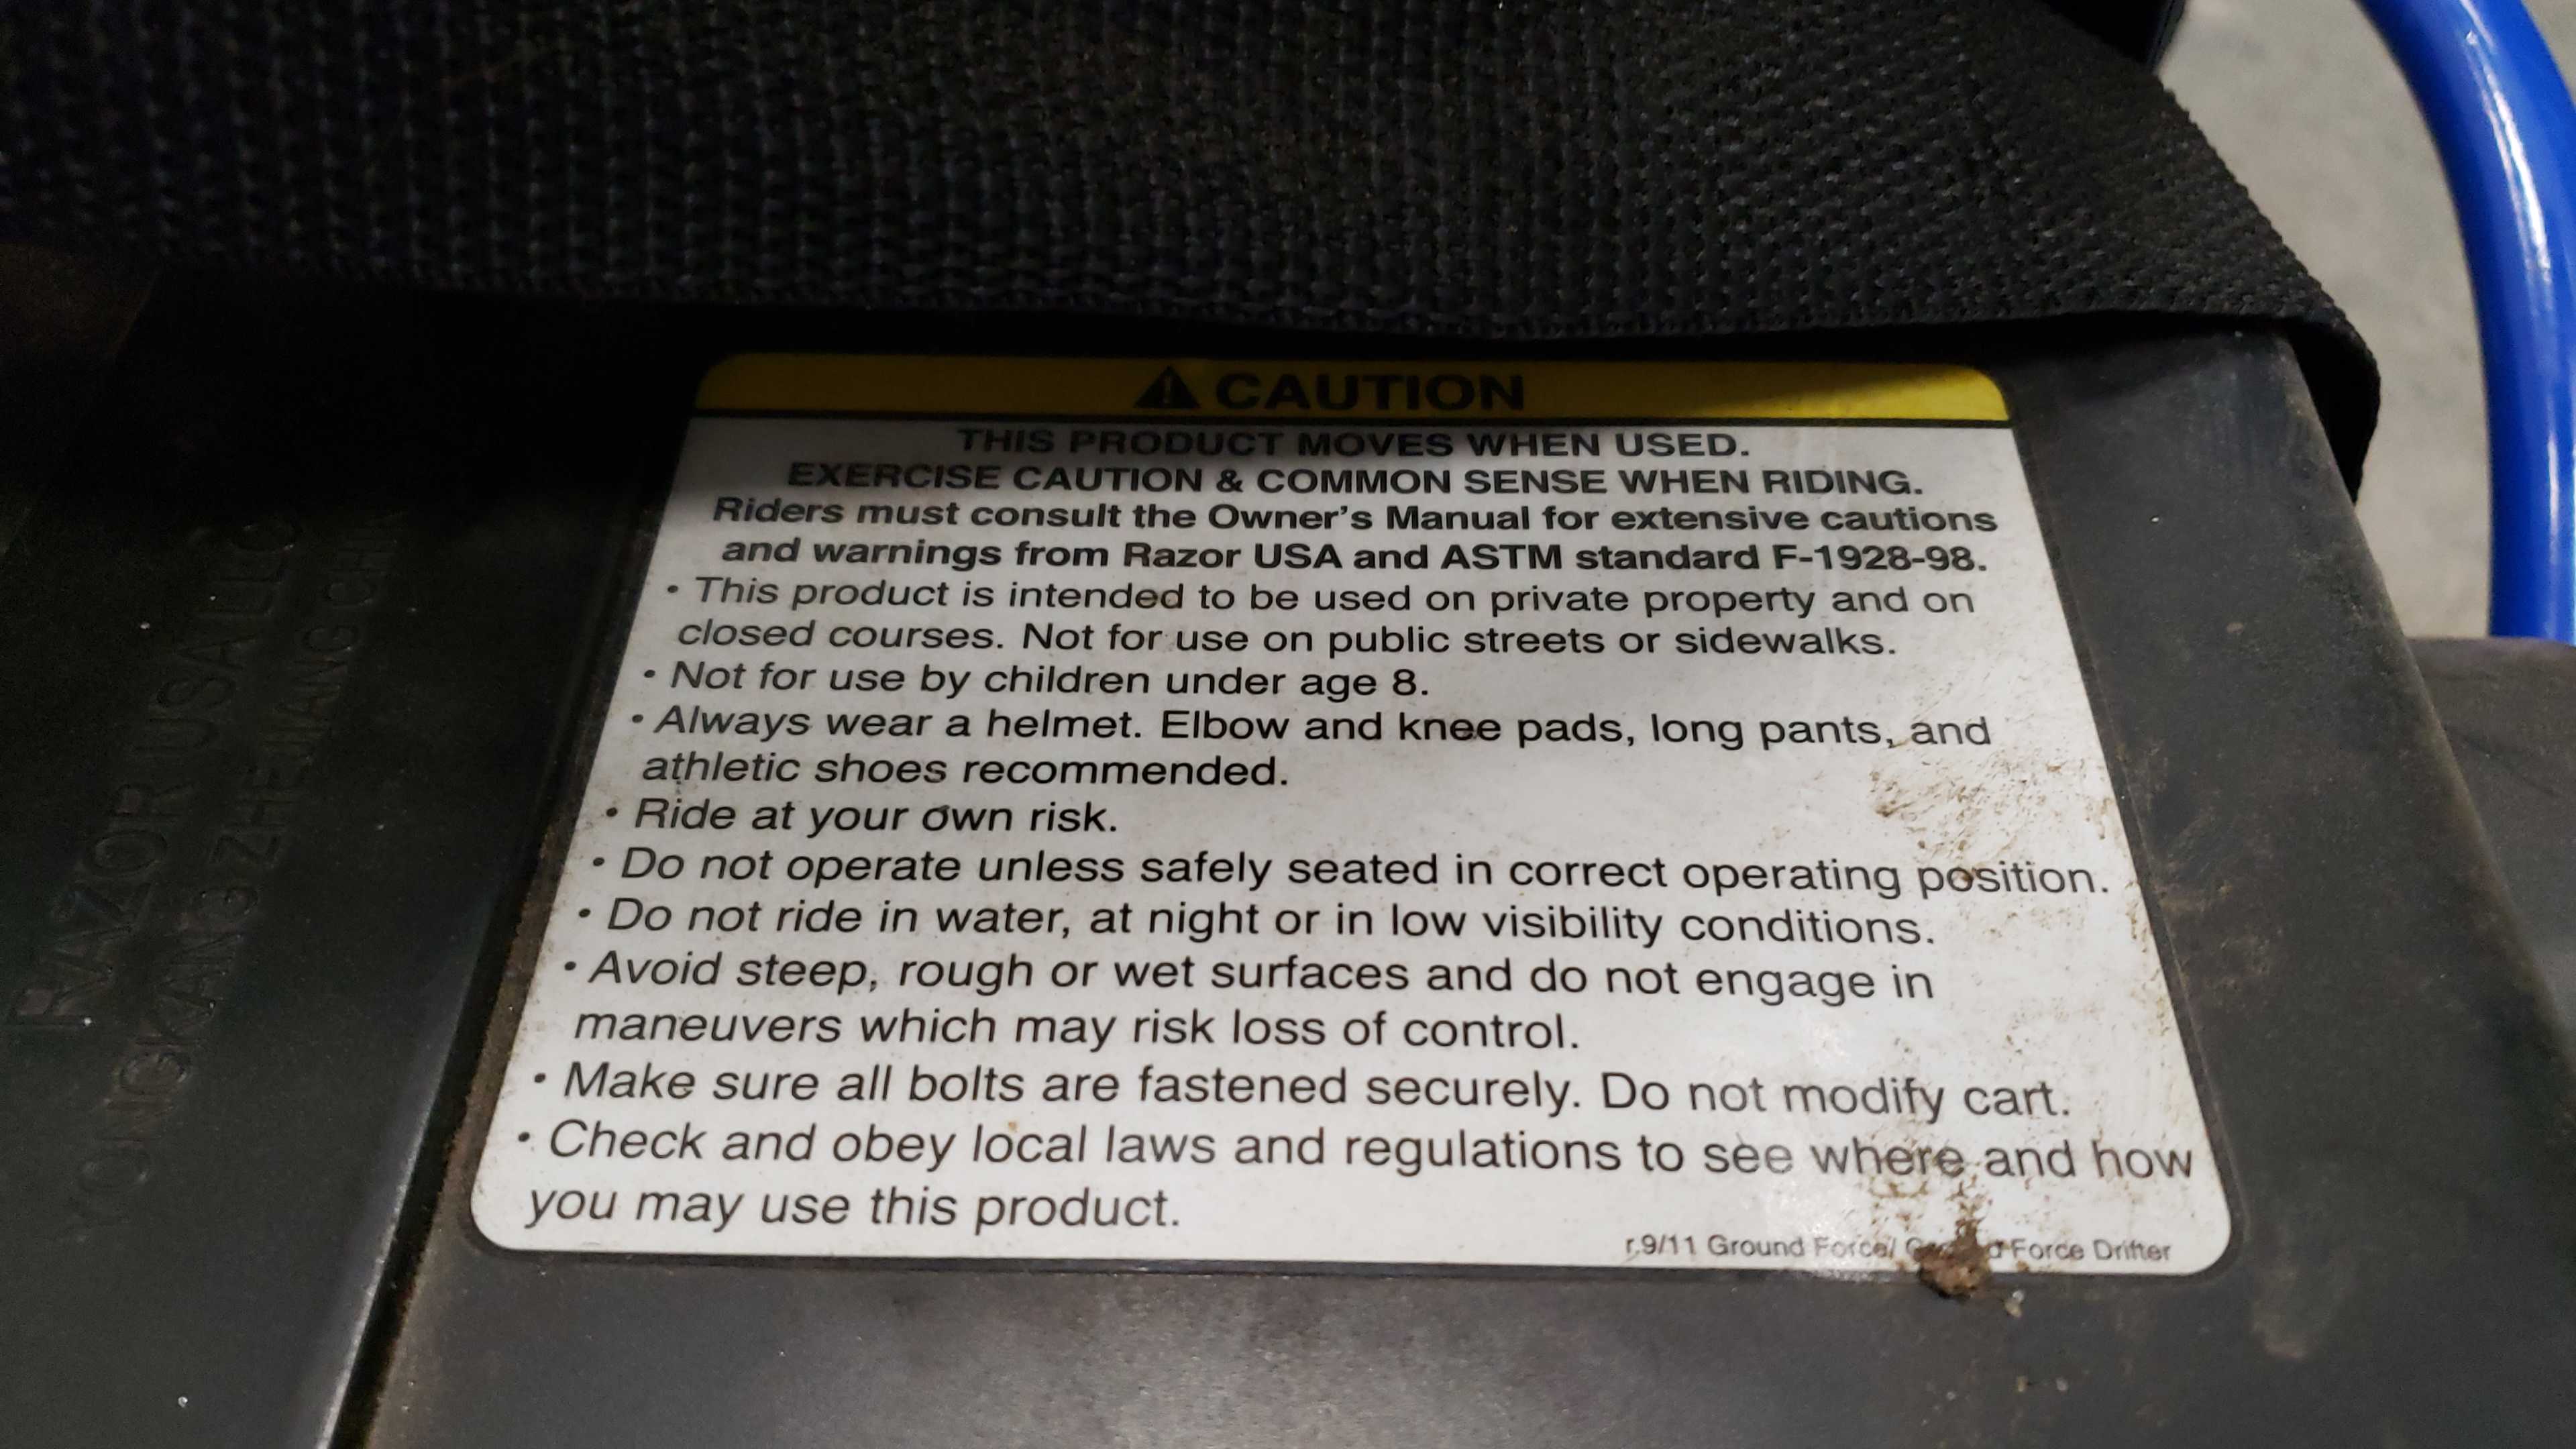 CAUTION
THIS PRODUCT MOVES WHEN USED.
EXERCISE CAUTION & COMMON SENSE WHEN RIDING.
Riders must consult the Owner's Manual for extensive cautions
and warnings from Razor USA and ASTM standard F-1928-98.
• This product is intended to be used on private property and on
closed courses. Not for use on public streets or sidewalks.
• Not for use by children under age 8.
• Always wear a helmet. Elbow and knee pads, long pants, and
athletic shoes recommended.
• Ride at your own risk.
• Do not operate unless safely seated in correct operating position.
• Do not ride in water, at night or in low visibility conditions.
• Avoid steep, rough or wet surfaces and do not engage in
maneuvers which may risk loss of control.
• Make sure all bolts are fastened securely. Do not modify cart.
• Check and obey local laws and regulations to see where and how
you may use this product.
r.9/11 Ground Force/ Force Drifter
RAZOR USA LLC
YONGKANG ZHEJIANG